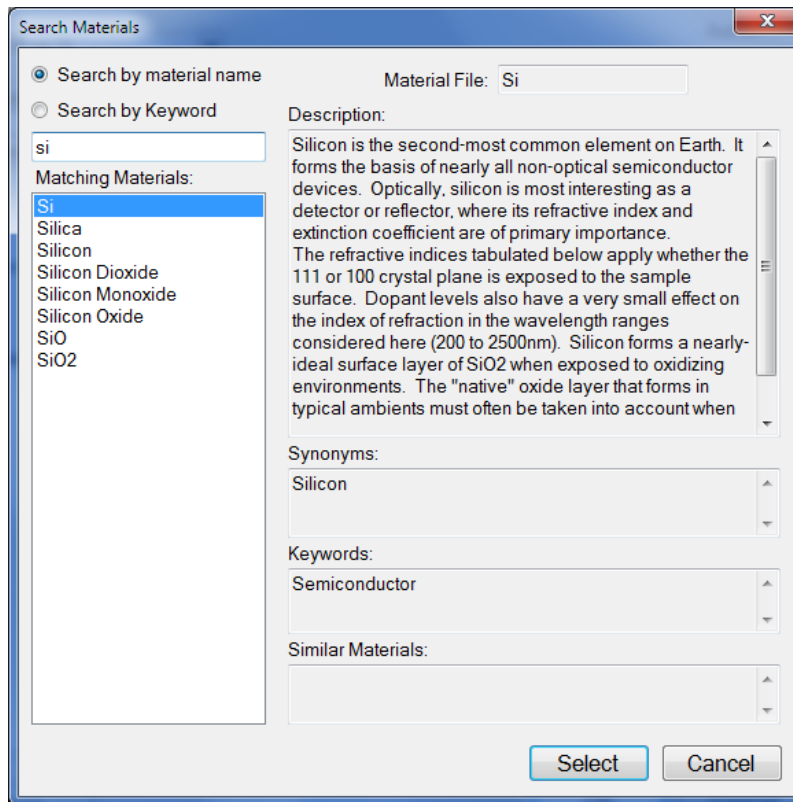 Search Materials
Search by material name
Search by Keyword
si
Matching Materials:
Si
Silica
Silicon
Silicon Dioxide
Silicon Monoxide
Silicon Oxide
SiO
SiO2
Material File: Si
Description:
Silicon is the second-most common element on Earth.  It
forms the basis of nearly all non-optical semiconductor
devices.  Optically, silicon is most interesting as a
detector or reflector, where its refractive index and
extinction coefficient are of primary importance.
The refractive indices tabulated below apply whether the
111 or 100 crystal plane is exposed to the sample
surface.  Dopant levels also have a very small effect on
the index of refraction in the wavelength ranges
considered here (200 to 2500nm).  Silicon forms a nearly-
ideal surface layer of SiO2 when exposed to oxidizing
environments.  The "native" oxide layer that forms in
typical ambients must often be taken into account when
Synonyms:
Silicon
Keywords:
Semiconductor
Similar Materials:
Select
Cancel